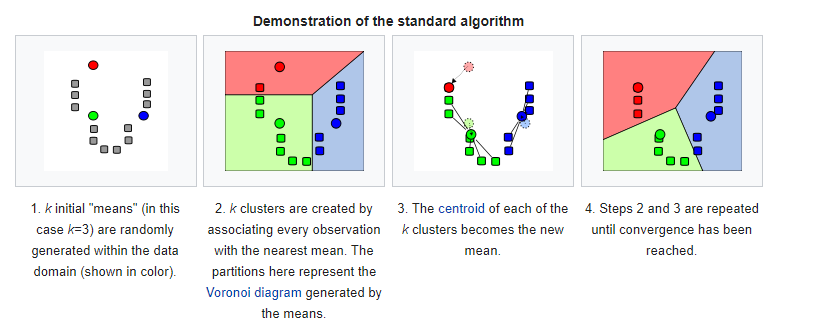 Demonstration of the standard algorithm
1. k initial "means" (in this
case k=3) are randomly
generated within the data
domain (shown in color).
2. k clusters are created by
associating every observation
with the nearest mean. The
partitions here represent the
Voronoi diagram generated by
the means.
3. The centroid of each of the
k clusters becomes the new
mean.
4. Steps 2 and 3 are repeated
until convergence has been
reached.